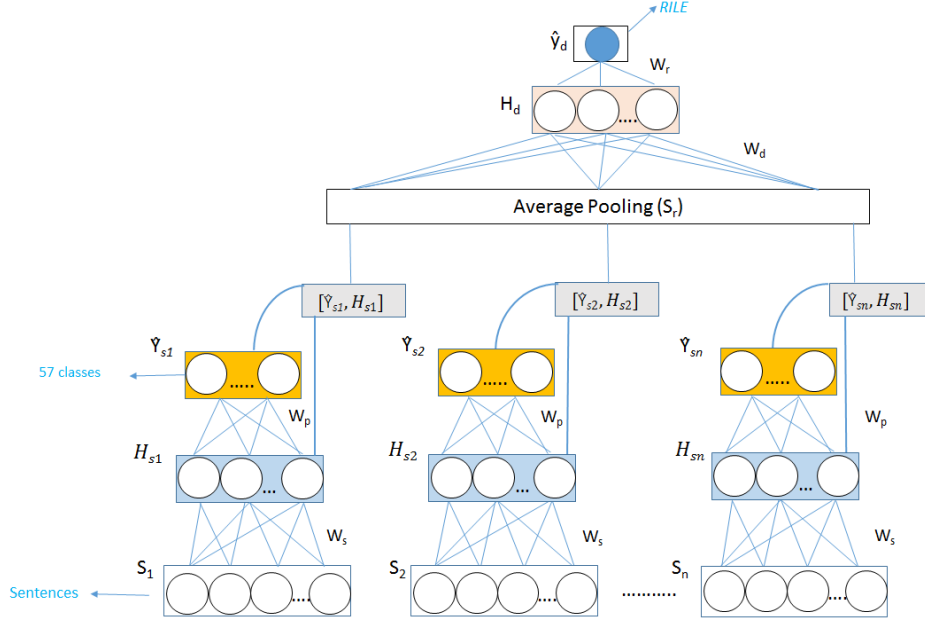 RILE
ŷd
Wr
Hd
....
Wd
Average Pooling (Sr)
[Ŷs1, Hs1]
[Ŷs2, Hs2]
[Ŷsn, Hsn]
Ŷs1
Ŷs2
Ŷsn
57 classes
.....
.....
.....
Wp
Wp
Wp
Hs1
Hs2
Hsn
...
...
...
Ws
Ws
Ws
S1
S2
Sn
Sentences
....
....
...........
....